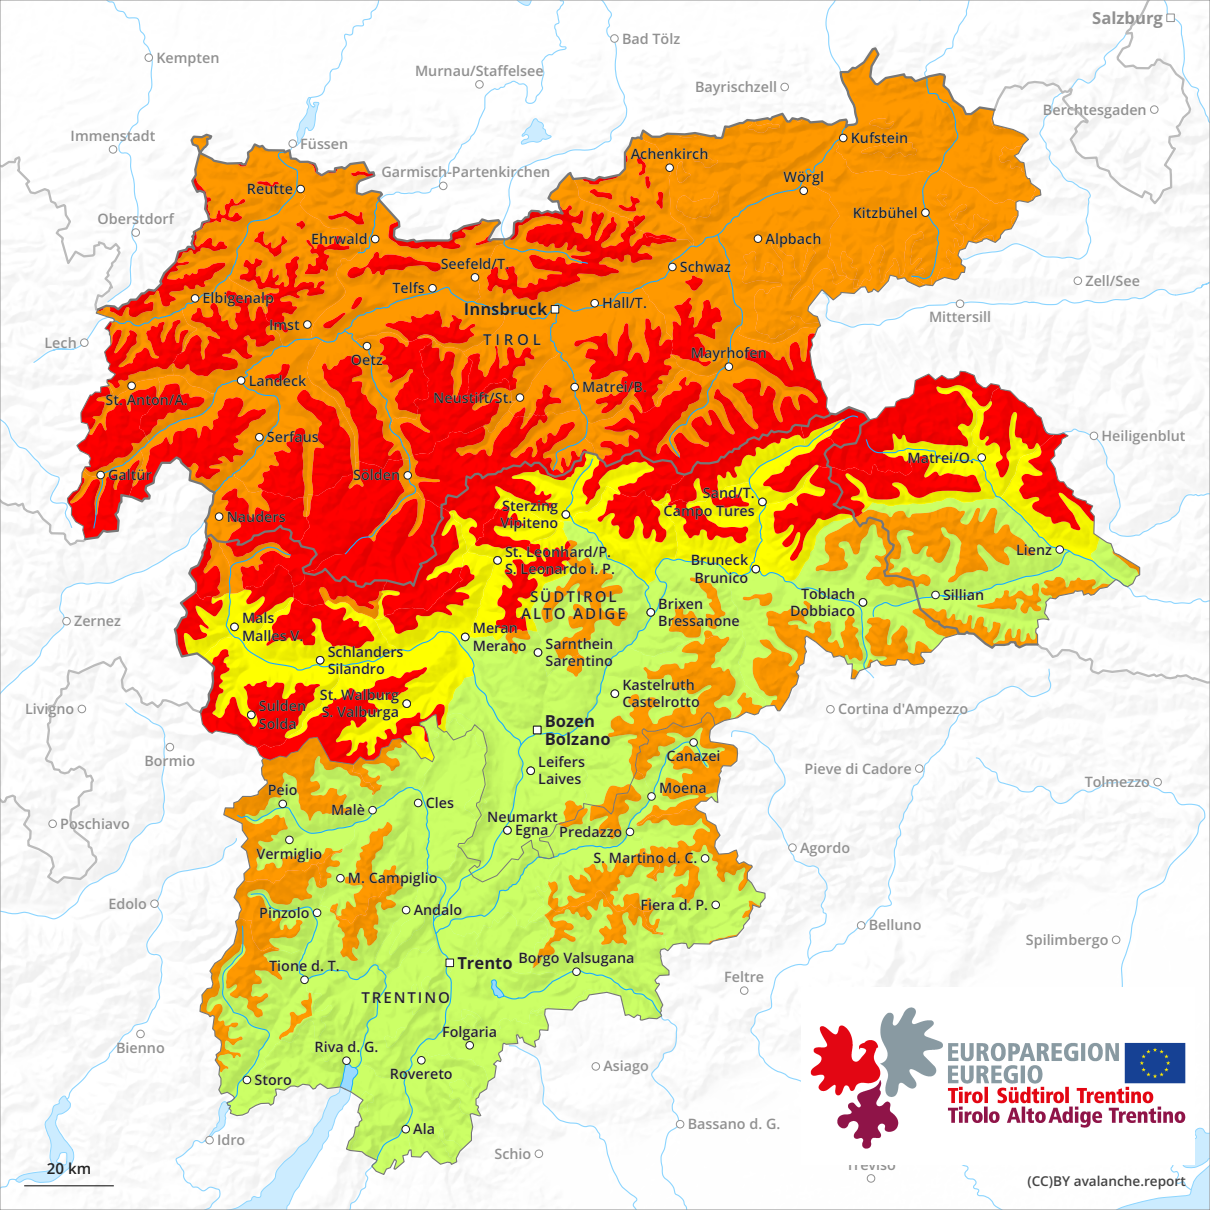 Salzburg
Bad Tölz
Kempten
Murnau/Staffelsee
Bayrischzell
Berchtesgaden
Immenstadt
Füssen
Kufstein
Achenkirch
Garmisch-Partenkirchen
Wörgl
Reutte
Oberstdorf
Kitzbühel
Ehrwald
Alpbach
Seefeld/T.
Schwaz
Zell/See
Telfs
Elbigenalp
Hall/T.
Innsbruck
Mittersill
Imst
Lech
TIROL
Oetz
Mayrhofen
Landeck
Matrei/B.
St. Anton/A.
Neustift/St.
Serfaus
Heiligenblut
Matrei/O.
Galtür
Sölden
Sand/T.
Campo Tures
Sterzing
Vipiteno
Nauders
St. Leonhard/P.
S. Leonardo i. P.
Lienz
Bruneck
Brunico
SÜDTIROL
ALTO ADIGE
Toblach
Dobbiaco
Sillian
Brixen
Bressanone
Zernez
Mals
Malles V.
Meran
Merano
Sarnthein
Sarentino
Schlanders
Silandro
Kastelruth
Castelrotto
St. Walburg
S. Valburga
Sulden
Solda
Livigno
Cortina d'Ampezzo
Bozen
Bolzano
Bormio
Canazei
Leifers
Laives
Pieve di Cadore
Tolmezzo
Peio
Moena
Malè
Cles
Neumarkt
Egna
Predazzo
Poschiavo
Vermiglio
S. Martino d. C.
Agordo
M. Campiglio
Edolo
Pinzolo
Andalo
Fiera d. P.
Belluno
Spilimbergo
Trento
Borgo Valsugana
Tione d. T.
Feltre
TRENTINO
Folgaria
Bienno
Riva d. G.
Rovereto
Asiago
Storo
EUROPAREGION
EUREGIO
Tirol Südtirol Trentino
Tirolo Alto Adige Trentino
Ala
Bassano d. G.
Idro
Schio
Treviso
20 km
(CC)BY avalanche.report